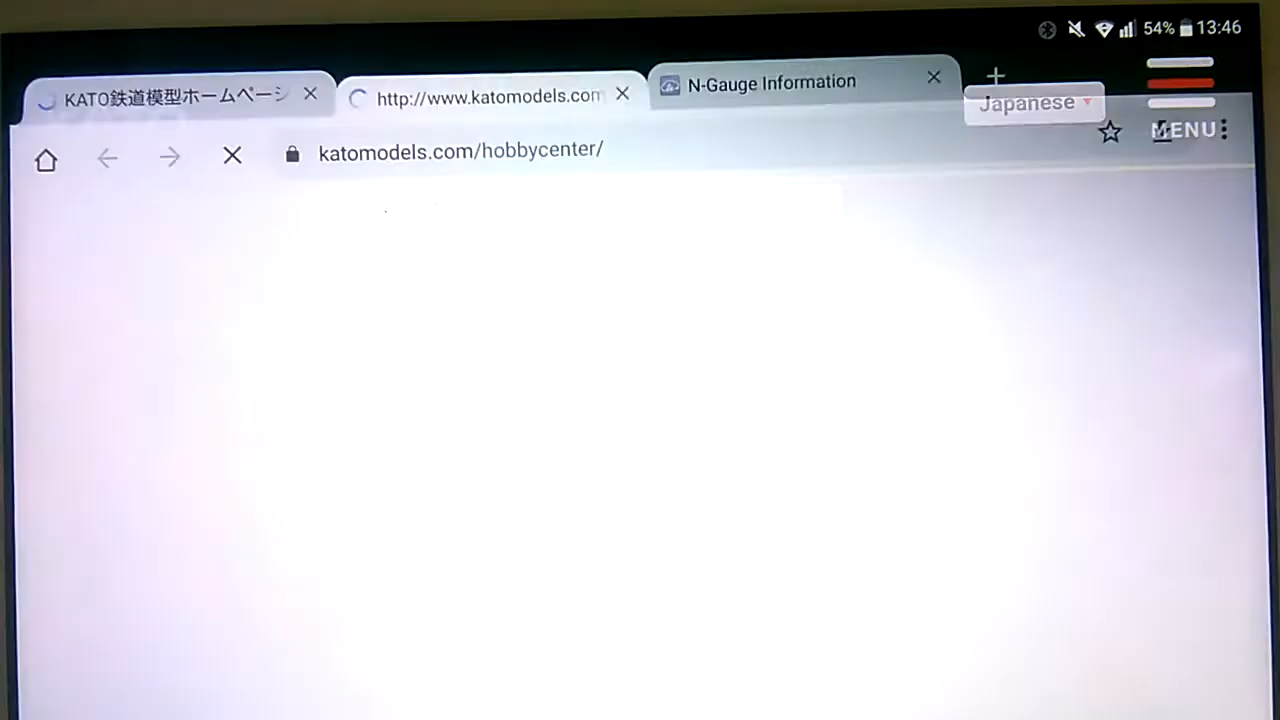 54% 13:46
KATO鉄道模型ホームページ
http://www.katomodels.com
N-Gauge Information
Japanese
katomodels.com/hobbycenter/
MENU